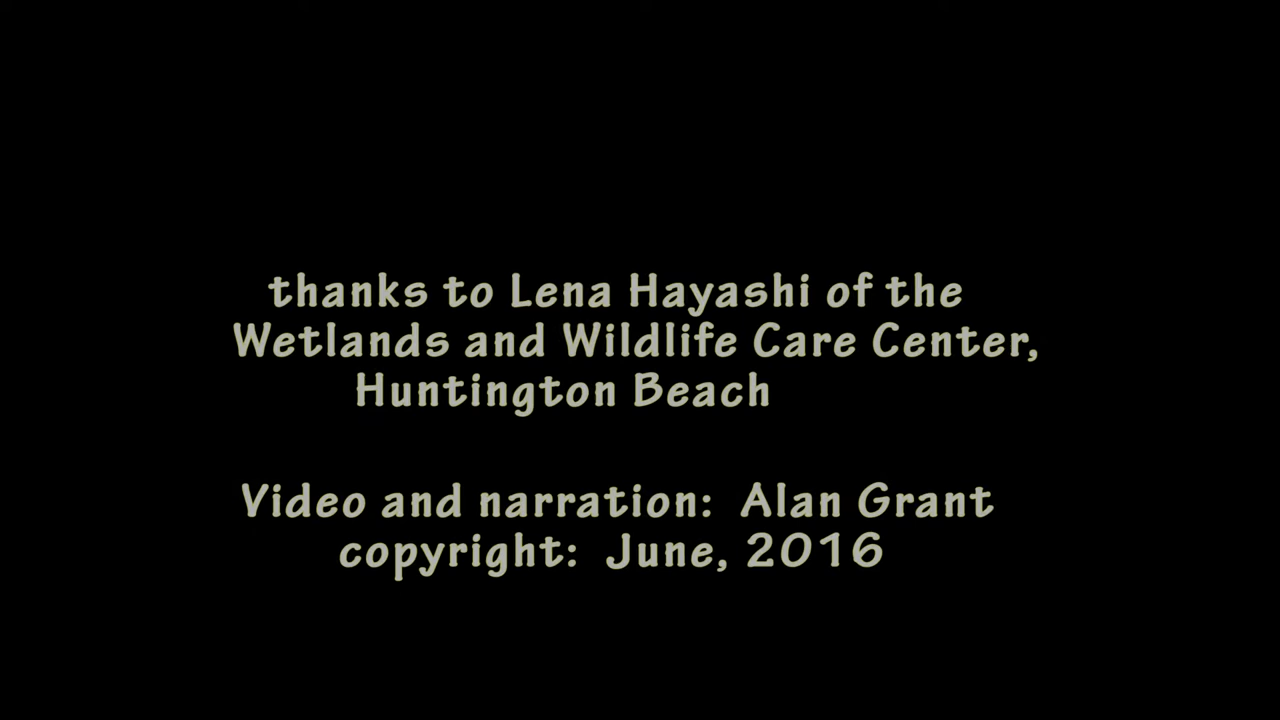 thanks to Lena Hayashi of the
Wetlands and Wildlife Care Center,
Huntington Beach
Video and narration: Alan Grant
copyright: June, 2016